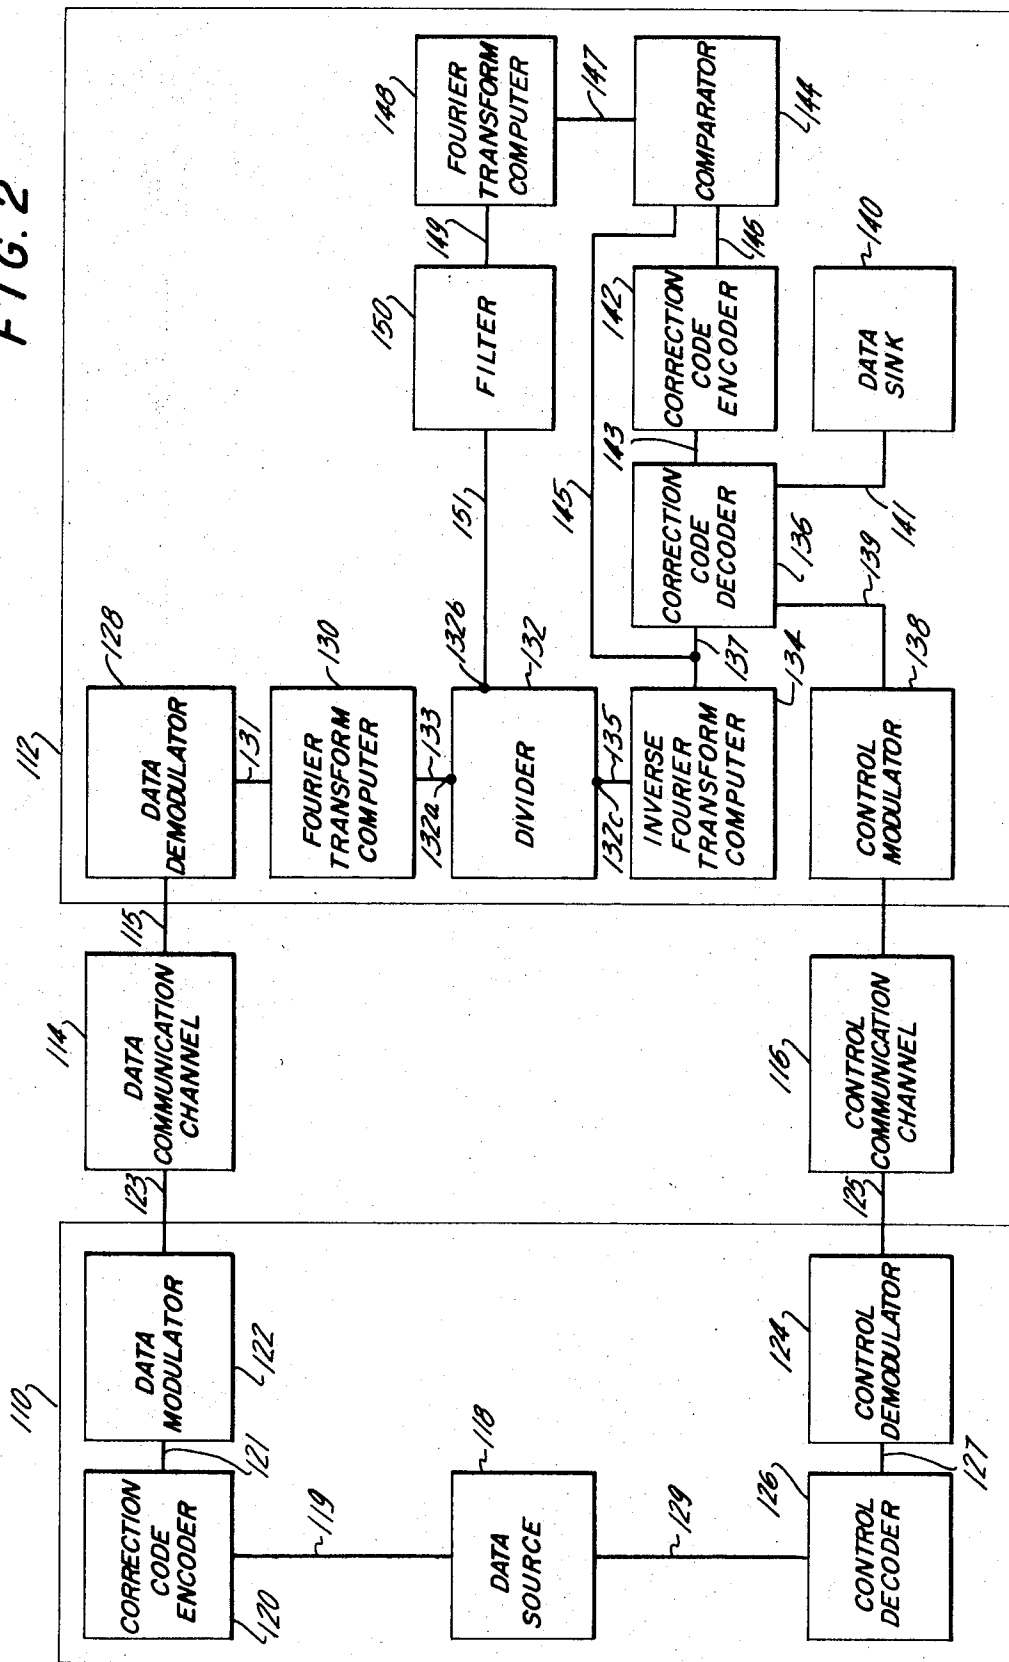 FIG. 2
112
128
DATA
DEMODULATOR
131
130
FOURIER
TRANSFORM
COMPUTER
133
132a
132b
132
DIVIDER
132c
135
INVERSE
FOURIER
TRANSFORM
COMPUTER
134
137
145
CORRECTION
CODE
DECODER
136
143
142
CORRECTION
CODE
ENCODER
146
COMPARATOR
144
147
148
FOURIER
TRANSFORM
COMPUTER
149
150
FILTER
151
140
DATA
SINK
141
139
138
CONTROL
MODULATOR
115
114
DATA
COMMUNICATION
CHANNEL
123
116
CONTROL
COMMUNICATION
CHANNEL
125
110
DATA
MODULATOR
122
121
CORRECTION
CODE
ENCODER
120
119
118
DATA
SOURCE
129
124
CONTROL
DEMODULATOR
127
126
CONTROL
DECODER